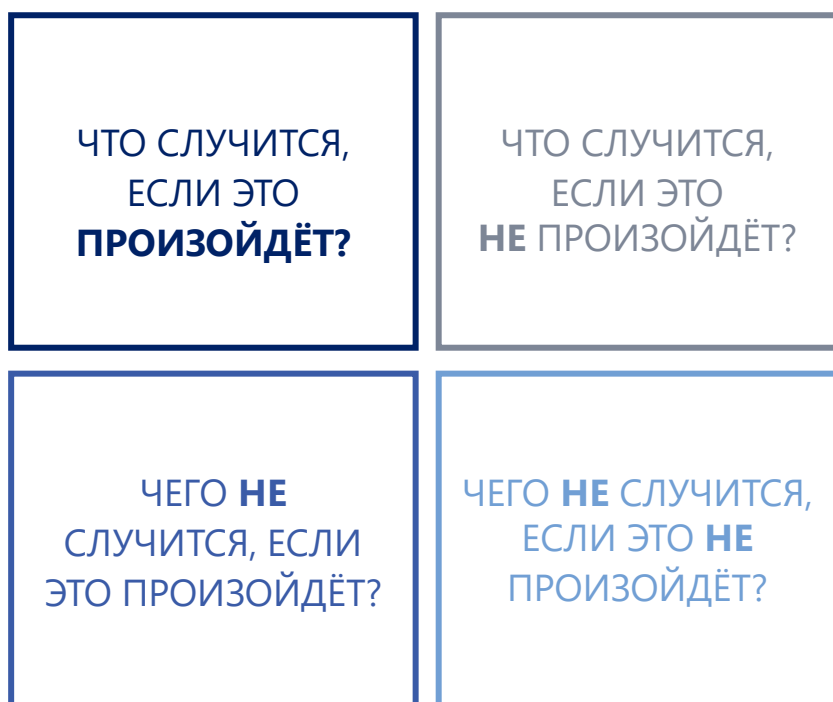 ЧТО СЛУЧИТСЯ,
ЕСЛИ ЭТО
ПРОИЗОЙДЁТ?
ЧТО СЛУЧИТСЯ,
ЕСЛИ ЭТО
НЕ ПРОИЗОЙДЁТ?
ЧЕГО НЕ
СЛУЧИТСЯ, ЕСЛИ
ЭТО ПРОИЗОЙДЁТ?
ЧЕГО НЕ СЛУЧИТСЯ,
ЕСЛИ ЭТО НЕ
ПРОИЗОЙДЁТ?